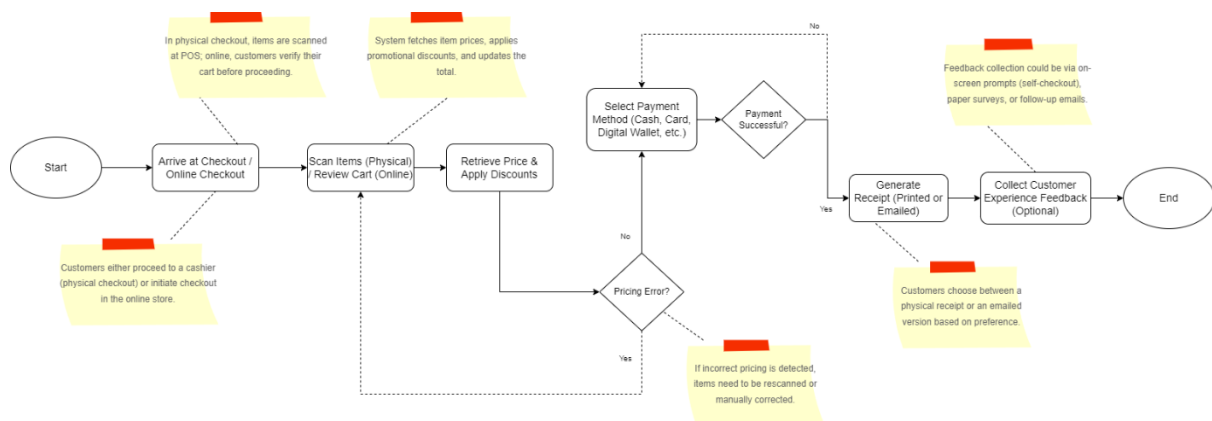 In physical checkout, items are scanned
at POS; online, customers verify their
cart before proceeding.
System fetches item prices, applies
promotional discounts, and updates the
total.
No
Feedback collection could be via on-
screen prompts (self-checkout),
paper surveys, or follow-up emails.
Select Payment
Method (Cash, Card,
Digital Wallet, etc.)
Payment
Successful?
Start
Arrive at Checkout /
Online Checkout
Scan Items (Physical)
/ Review Cart (Online)
Retrieve Price &
Apply Discounts
Generate
Receipt (Printed or
Emailed)
Collect Customer
Experience Feedback
(Optional)
End
Yes
No
Customers either proceed to a cashier
(physical checkout) or initiate checkout
in the online store.
Pricing Error?
Customers choose between a
physical receipt or an emailed
version based on preference.
Yes
If incorrect pricing is detected,
items need to be rescanned or
manually corrected.